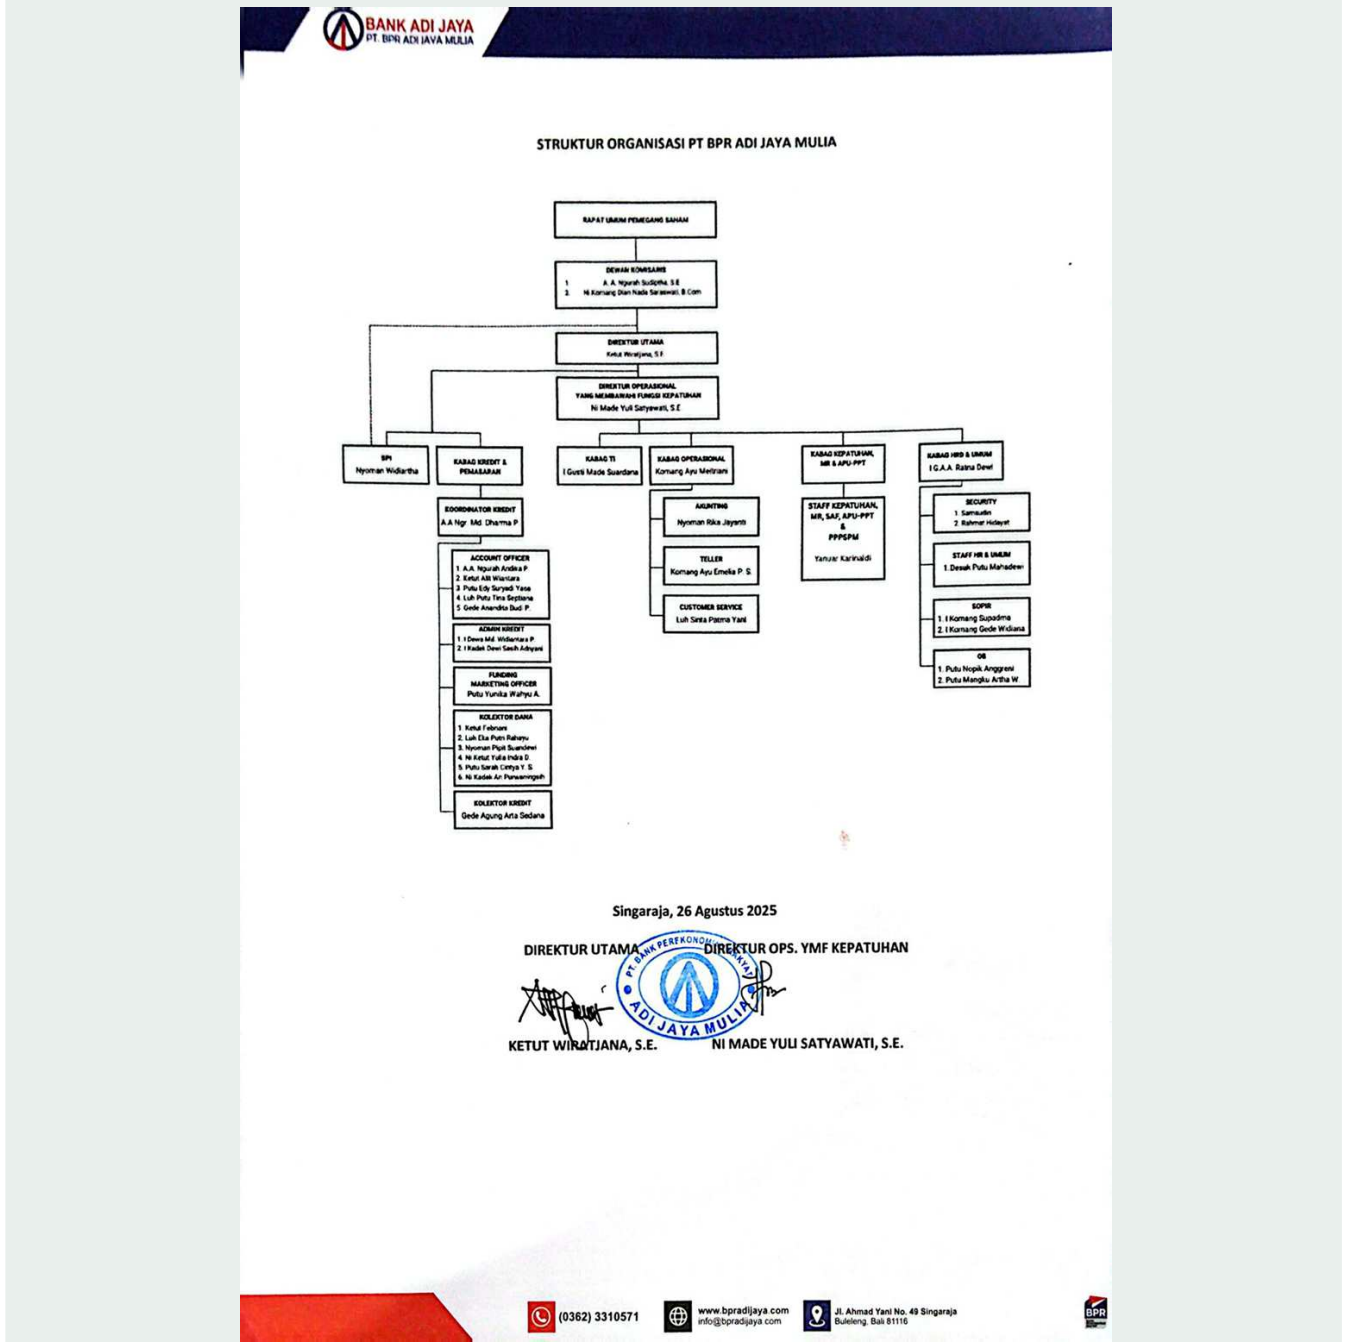 BANK ADI JAYA
PT. BPR ADI JAYA MULIA
STRUKTUR ORGANISASI PT BPR ADI JAYA MULIA
RAPAT UMUM PEMEGANG SAHAM
DEWAN KOMISARIS
1. A. A. Ngurah Sudiptha, S.E
2. Ni Komang Dian Nada Saraswati, B.Com
DIREKTUR UTAMA
Ketut Wiratjana, S.E
DIREKTUR OPERASIONAL
YANG MEMBAWAHI FUNGSI KEPATUHAN
Ni Made Yuli Satyawati, S.E
SPI
Nyoman Widiartha
KABAG KREDIT &
PEMASARAN
KOORDINATOR KREDIT
A.A Ngr. Md. Dharma P
ACCOUNT OFFICER
1. A.A. Ngurah Andika P.
2. Ketut Alit Wiantara
3. Putu Edy Suryadi Yasa
4. Luh Putu Tina Septiana
5. Gede Anandita Budi P.
ADMIN KREDIT
1. I Dewa Md. Widiantara P.
2. I Kadek Dewi Sasih Adnyani
FUNDING
MARKETING OFFICER
Putu Yunika Wahyu A.
KOLEKTOR DANA
1. Ketut Febriani
2. Luh Eka Putri Rahayu
3. Nyoman Pipit Suandewi
4. Ni Ketut Yulia Indra D.
5. Putu Sarah Cintya Y. S.
6. Ni Kadek Ari Purwaningsih
KOLEKTOR KREDIT
Gede Agung Arta Sedana
KABAG TI
I Gusti Made Suardana
KABAG OPERASIONAL
Komang Ayu Meliriani
AKUNTING
Nyoman Rika Jayanti
TELLER
Komang Ayu Emelia P. S.
CUSTOMER SERVICE
Luh Sinta Patma Yani
KABAG KEPATUHAN,
MR & APU-PPT
STAFF KEPATUHAN,
MR, SAF, APU-PPT
&
PPPSPM
Yanuar Karinaldi
KABAG HRD & UMUM
I G.A.A. Ratna Dewi
SECURITY
1. Samsudin
2. Rahmat Hidayat
STAFF HR & UMUM
1. Desak Putu Mahadewi
SOPIR
1. I Komang Supadma
2. I Komang Gede Widiana
OB
1. Putu Nopik Anggreni
2. Putu Mangku Artha W.
Singaraja, 26 Agustus 2025
DIREKTUR UTAMA
DIREKTUR OPS. YMF KEPATUHAN
PT. BANK PEREKONOMIAN RAKYAT
ADI JAYA MULIA
KETUT WIRATJANA, S.E.
NI MADE YULI SATYAWATI, S.E.
(0362) 3310571
www.bpradijaya.com
info@bpradijaya.com
Jl. Ahmad Yani No. 49 Singaraja
Buleleng, Bali 81116
BPR